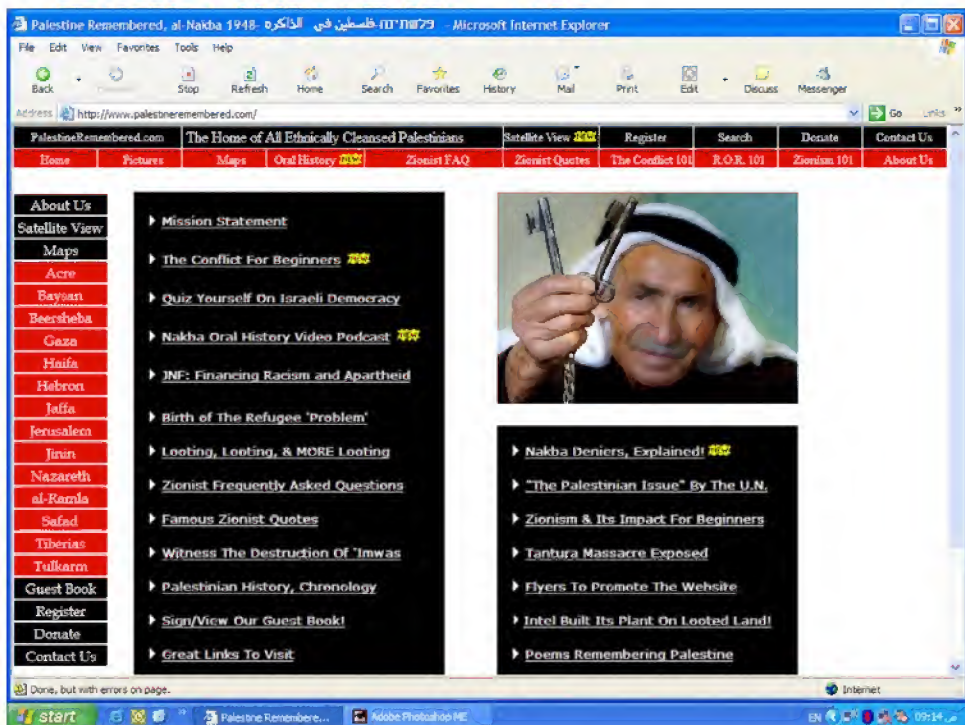 Palestine Remembered, al-Nakba 1948- فلسطين في الذاكره - Microsoft Internet Explorer
File Edit View Favorites Tools Help
Back Stop Refresh Home Search Favorites History Mail Print Edit Discuss Messenger
Address http://www.palestineremembered.com/ Go Links »
PalestineRemembered.com The Home of All Ethnically Cleansed Palestinians Satellite View NEW Register Search Donate Contact Us
Home Pictures Maps Oral History NEW Zionist FAQ Zionist Quotes The Conflict 101 R.O.R. 101 Zionism 101 About Us
About Us
Satellite View
Maps
Acre
Baysan
Beersheba
Gaza
Haifa
Hebron
Jaffa
Jerusalem
Jinin
Nazareth
al-Ramla
Safad
Tiberias
Tulkarm
Guest Book
Register
Donate
Contact Us
Mission Statement
The Conflict For Beginners NEW
Quiz Yourself On Israeli Democracy
Nakba Oral History Video Podcast NEW
JNF: Financing Racism and Apartheid
Birth of The Refugee 'Problem'
Looting, Looting, & MORE Looting
Zionist Frequently Asked Questions
Famous Zionist Quotes
Witness The Destruction Of 'Imwas
Palestinian History, Chronology
Sign/View Our Guest Book!
Great Links To Visit
Nakba Deniers, Explained! NEW
"The Palestinian Issue" By The U.N.
Zionism & Its Impact For Beginners
Tantura Massacre Exposed
Flyers To Promote The Website
Intel Built Its Plant On Looted Land!
Poems Remembering Palestine
Done, but with errors on page. Internet
start » Palestine Remembere... Adobe Photoshop ME EN 09:14 ص